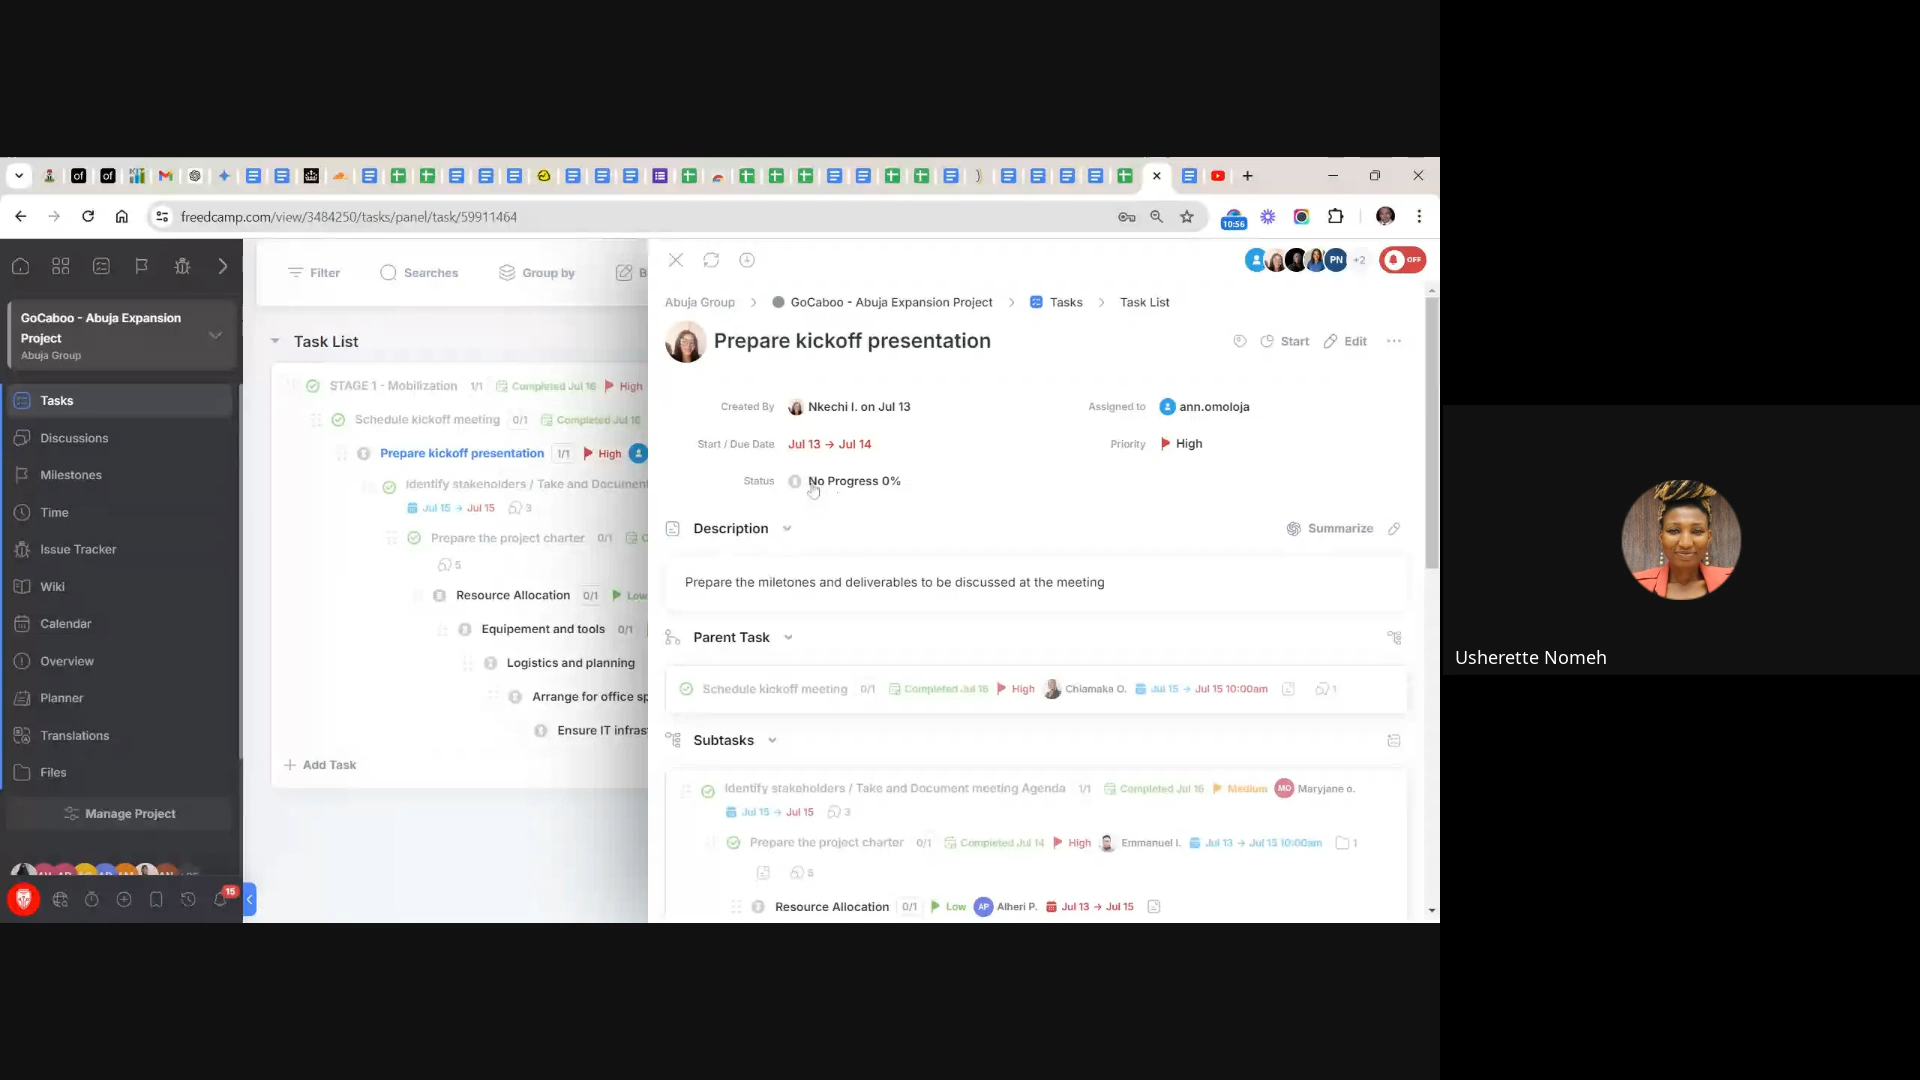 freedcamp.com/view/3484250/tasks/panel/task/59911464
10:56
GoCaboo - Abuja Expansion
Project
Abuja Group
Tasks
Discussions
Milestones
Time
Issue Tracker
Wiki
Calendar
Overview
Planner
Translations
Files
Manage Project
15
Filter
Searches
Group by
B
Task List
STAGE 1 - Mobilization 1/1 Completed Jul 16 High
Schedule kickoff meeting 0/1 Completed Jul 16
Prepare kickoff presentation 1/1 High
Identify stakeholders / Take and Document
Jul 15 → Jul 15 3
Prepare the project charter 0/1
5
Resource Allocation 0/1 Low
Equipement and tools 0/1
Logistics and planning
Arrange for office sp
Ensure IT infras
Add Task
PN +2 OFF
Abuja Group > GoCaboo - Abuja Expansion Project > Tasks > Task List
Prepare kickoff presentation
Start Edit ...
Created By Nkechi I. on Jul 13
Assigned to ann.omoloja
Start / Due Date Jul 13 → Jul 14
Priority High
Status No Progress 0%
Description
Summarize
Prepare the miletones and deliverables to be discussed at the meeting
Parent Task
Schedule kickoff meeting 0/1 Completed Jul 16 High Chiamaka O. Jul 15 → Jul 15 10:00am 1
Subtasks
Identify stakeholders / Take and Document meeting Agenda 1/1 Completed Jul 16 Medium MO Maryjane o.
Jul 15 → Jul 15 3
Prepare the project charter 0/1 Completed Jul 14 High Emmanuel I. Jul 13 → Jul 15 10:00am 1
5
Resource Allocation 0/1 Low AP Alheri P. Jul 13 → Jul 15
Usherette Nomeh